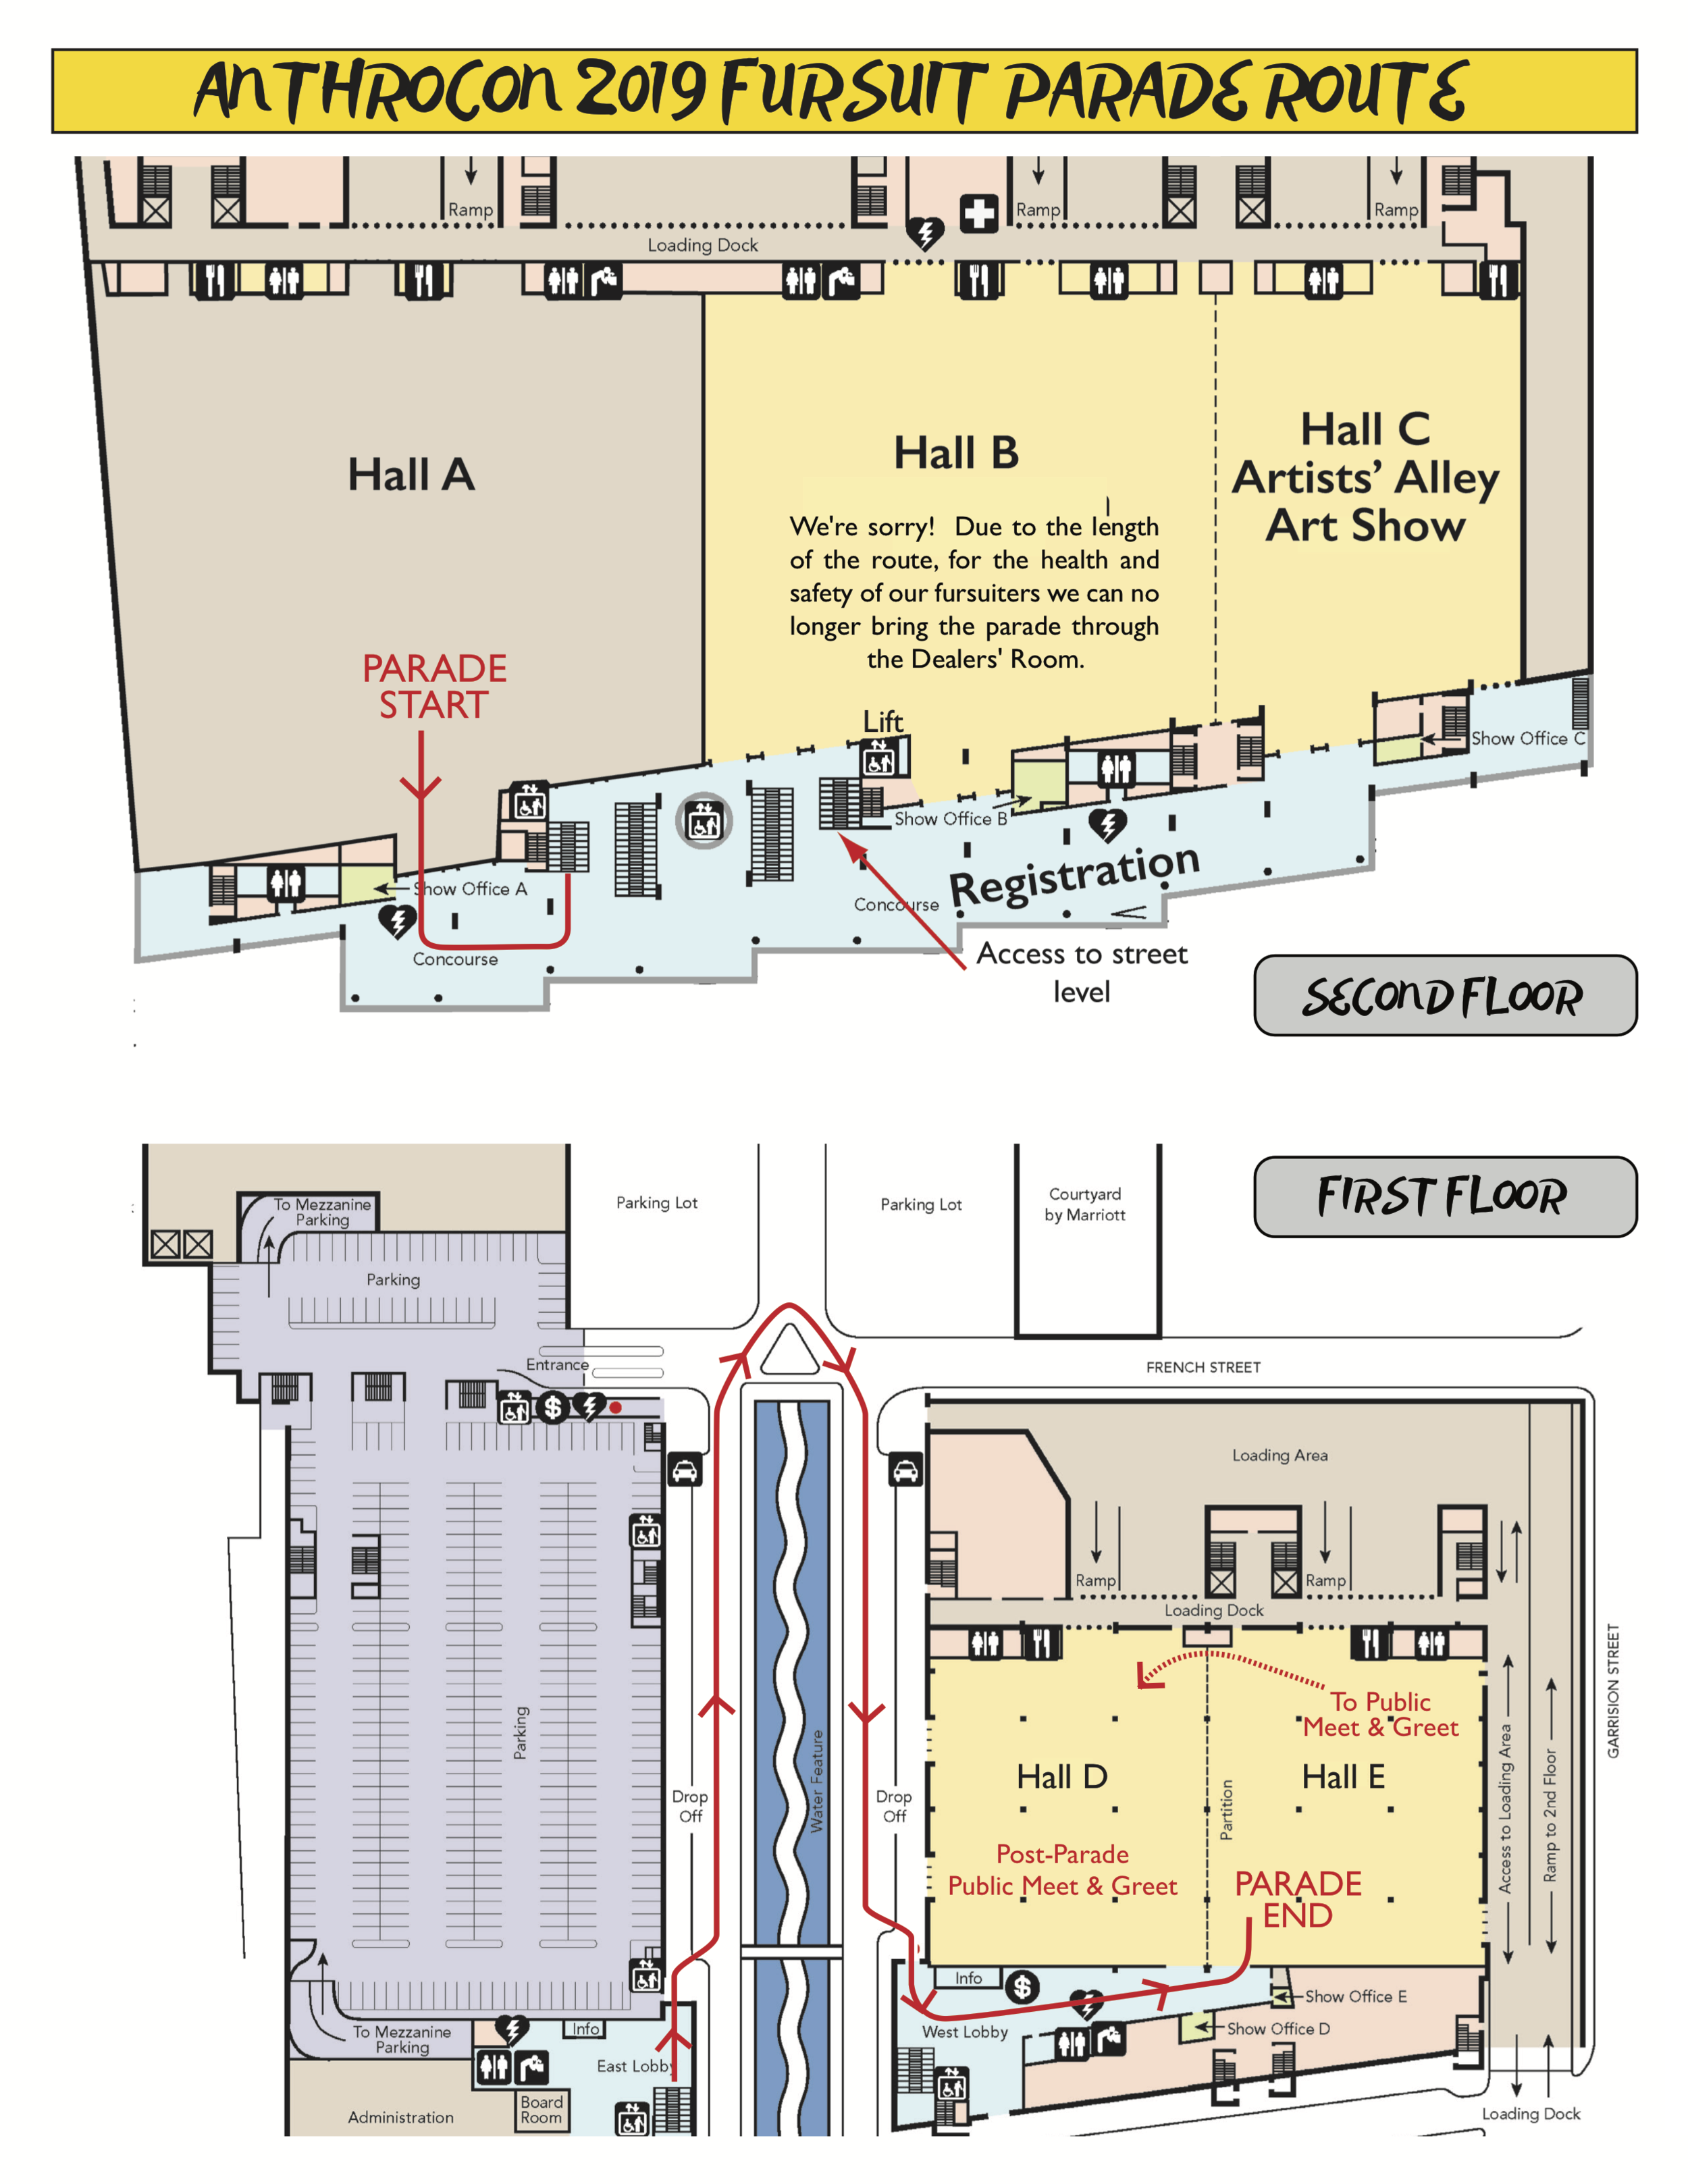 ANTHROCON 2019 FURSUIT PARADE ROUTE
Ramp
Ramp
Ramp
Loading Dock
Hall A
Hall B
Hall C
Artists' Alley
Art Show
We're sorry!  Due to the length
of the route, for the health and
safety of our fursuiters we can no
longer bring the parade through
the Dealers' Room.
PARADE
START
Lift
Show Office C
Show Office B
Registration
Show Office A
Concourse
Concourse
Access to street
level
SECOND FLOOR
FIRST FLOOR
To Mezzanine
Parking
Parking Lot
Parking Lot
Courtyard
by Marriott
Parking
Entrance
FRENCH STREET
$
Loading Area
Ramp
Ramp
Loading Dock
GARRISION STREET
To Public
Meet & Greet
Parking
Water Feature
Drop
Off
Drop
Off
Hall D
Hall E
Partition
Access to Loading Area
Ramp to 2nd Floor
Post-Parade
Public Meet & Greet
PARADE
END
Info
$
Show Office E
West Lobby
Show Office D
To Mezzanine
Parking
Info
East Lobby
Board
Room
Administration
Loading Dock